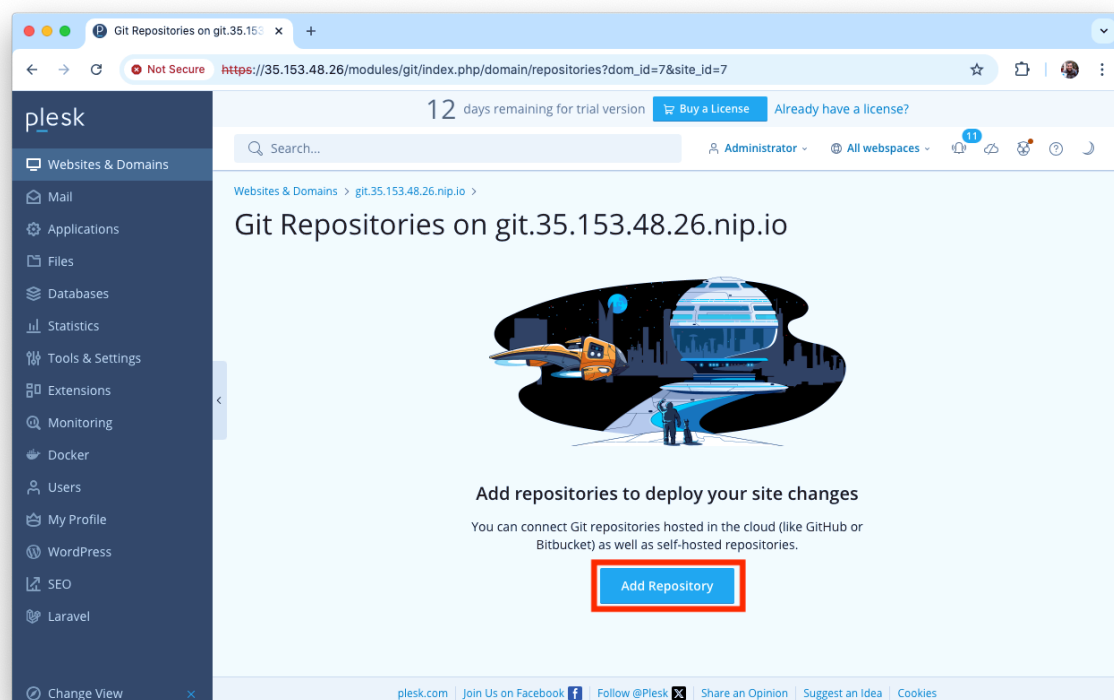 Git Repositories on git.35.153
Not Secure https://35.153.48.26/modules/git/index.php/domain/repositories?dom_id=7&site_id=7
plesk
12 days remaining for trial version Buy a License Already have a license?
Search...
Administrator
All webspaces
11
Websites & Domains
Mail
Applications
Files
Databases
Statistics
Tools & Settings
Extensions
Monitoring
Docker
Users
My Profile
WordPress
SEO
Laravel
Change View
Websites & Domains > git.35.153.48.26.nip.io >
Git Repositories on git.35.153.48.26.nip.io
Add repositories to deploy your site changes
You can connect Git repositories hosted in the cloud (like GitHub or
Bitbucket) as well as self-hosted repositories.
Add Repository
plesk.com Join Us on Facebook Follow @Plesk Share an Opinion Suggest an Idea Cookies